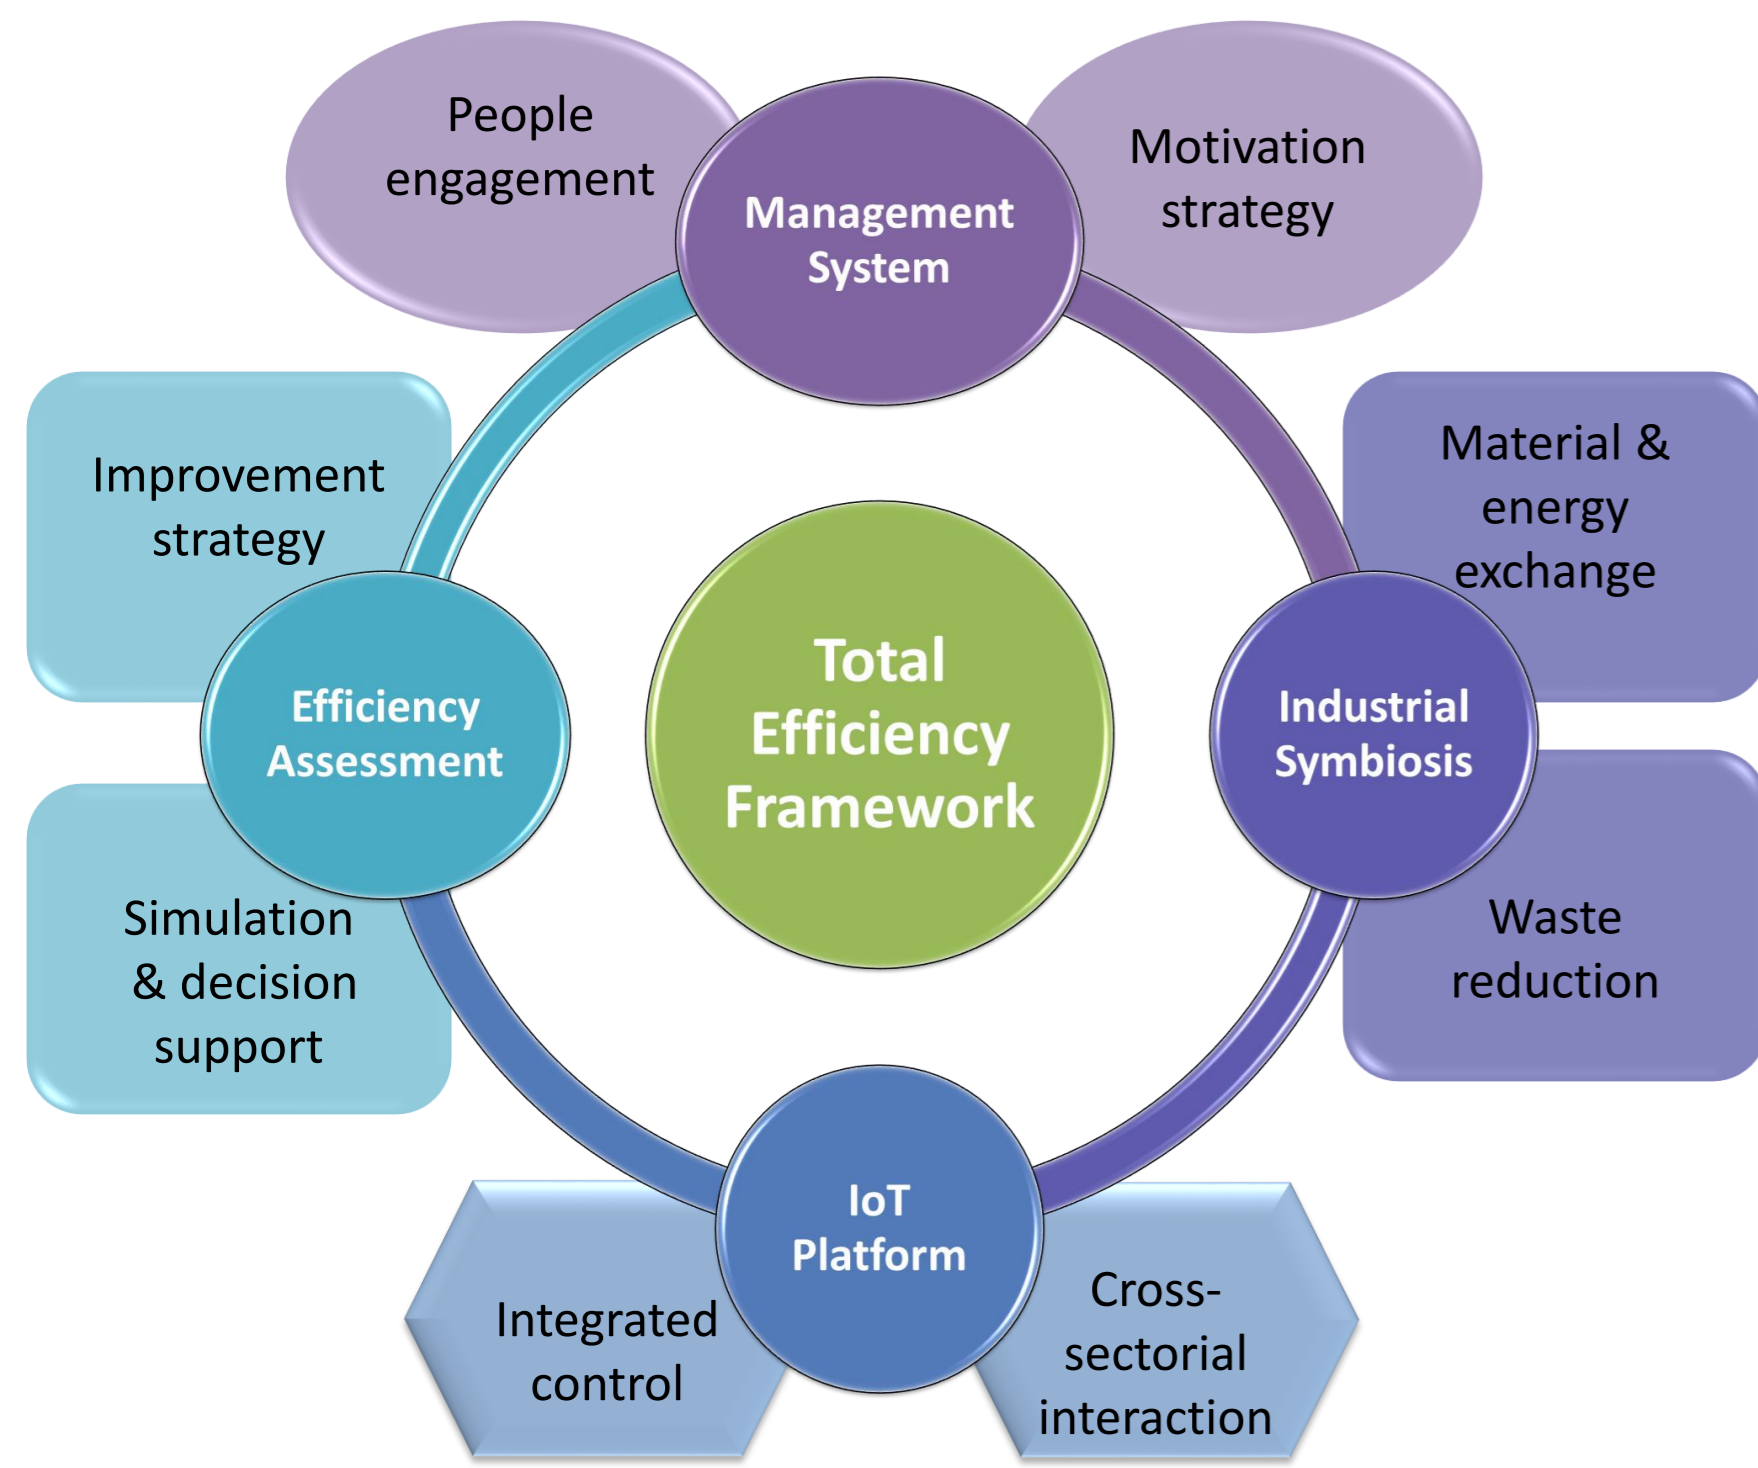 People
engagement
Management
System
Motivation
strategy
Improvement
strategy
Material &
energy
exchange
Efficiency
Assessment
Total
Efficiency
Framework
Industrial
Symbiosis
Simulation
& decision
support
Waste
reduction
IoT
Platform
Integrated
control
Cross-
sectorial
interaction